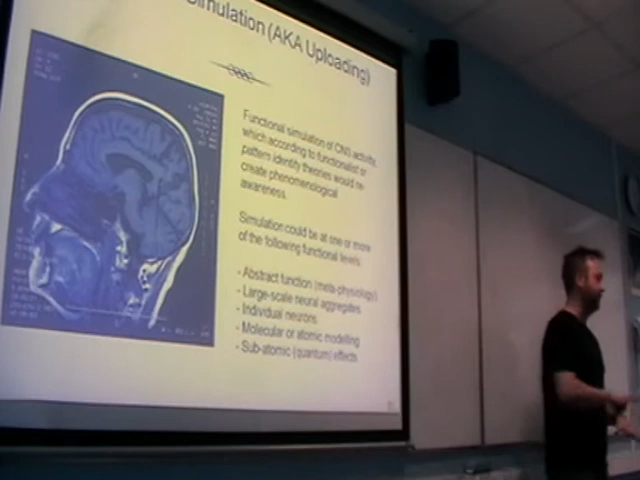 Simulation (AKA Uploading)
Functional simulation of CNS activity,
which according to functionalist or
pattern identity theories would re-
create phenomenological
awareness.
Simulation could be at one or more
of the following functional levels:
- Abstract function (meta-physiology)
- Large-scale neural aggregates
- Individual neurons
- Molecular or atomic modelling
- Sub-atomic (quantum) effects